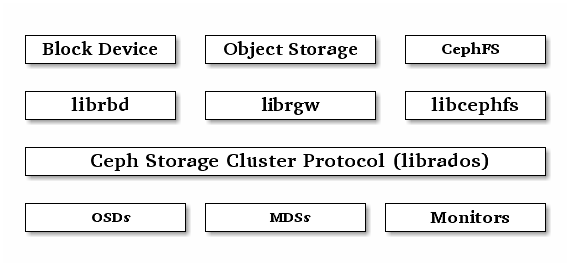 Block Device
Object Storage
CephFS
librbd
librgw
libcephfs
Ceph Storage Cluster Protocol (librados)
OSDs
MDSs
Monitors